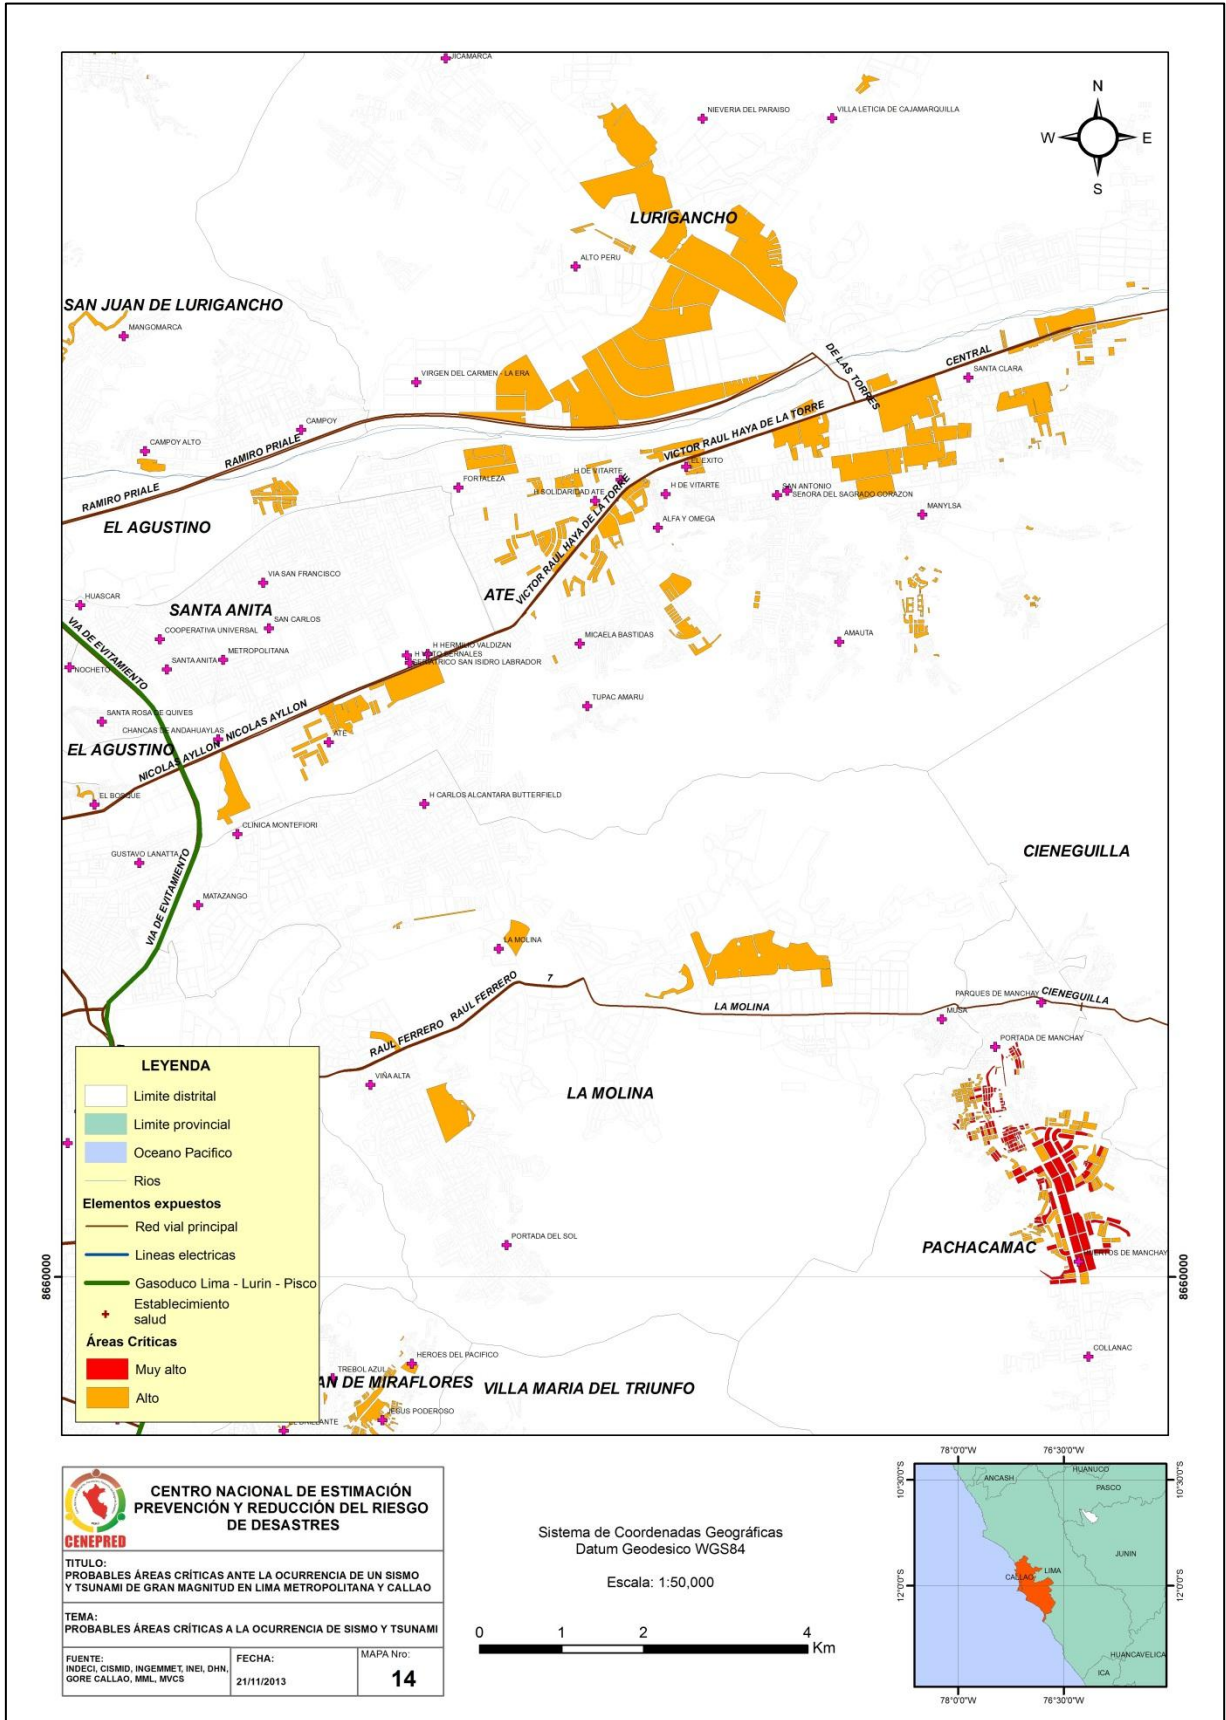 JICAMARCA
NIEVERIA DEL PARAISO
VILLA LETICIA DE CAJAMARQUILLA
N
W
E
S
LURIGANCHO
ALTO PERU
SAN JUAN DE LURIGANCHO
MANGOMARCA
DE LAS TORRES
CENTRAL
SANTA CLARA
VIRGEN DEL CARMEN - LA ERA
CAMPOY
VICTOR RAUL HAYA DE LA TORRE
CAMPOY ALTO
RAMIRO PRIALE
RAMIRO PRIALE
EL EXITO
H DE VITARTE
FORTALEZA
H SOLIDARIDAD ATE
H DE VITARTE
SAN ANTONIO
SEñORA DEL SAGRADO CORAZON
MANYLSA
EL AGUSTINO
ALFA Y OMEGA
VICTOR RAUL HAYA DE LA TORRE
VIA SAN FRANCISCO
ATE
HUASCAR
SANTA ANITA
SAN CARLOS
COOPERATIVA UNIVERSAL
VIA DE EVITAMIENTO
MICAELA BASTIDAS
AMAUTA
H HERMILIO VALDIZAN
METROPOLITANA
SAN ISIDRO LABRADOR
NOCHETO
SANTA ANITA
TUPAC AMARU
SANTA ROSA DE QUIVES
CHANCAS DE ANDAHUAYLAS
NICOLAS AYLLON
NICOLAS AYLLON
ATE
EL AGUSTINO
EL BOSQUE
H CARLOS ALCANTARA BUTTERFIELD
CLINICA MONTEFIORI
GUSTAVO LANATTA
CIENEGUILLA
VIA DE EVITAMIENTO
MATAZANGO
LA MOLINA
RAUL FERRERO
RAUL FERRERO
7
LA MOLINA
PARQUES DE MANCHAY
CIENEGUILLA
MUSA
PORTADA DE MANCHAY
VIÑA ALTA
LA MOLINA
PORTADA DEL SOL
PACHACAMAC
HUERTOS DE MANCHAY
8660000
8660000
COLLANAC
HEROES DEL PACIFICO
TREBOL AZUL
AN DE MIRAFLORES
VILLA MARIA DEL TRIUNFO
JESUS PODEROSO
LEYENDA
Limite distrital
Limite provincial
Oceano Pacifico
Rios
Elementos expuestos
Red vial principal
Lineas electricas
Gasoducto Lima - Lurin - Pisco
Establecimiento
salud
Áreas Críticas
Muy alto
Alto
CENEPRED
CENTRO NACIONAL DE ESTIMACIÓN
PREVENCIÓN Y REDUCCIÓN DEL RIESGO
DE DESASTRES
TITULO:
PROBABLES ÁREAS CRÍTICAS ANTE LA OCURRENCIA DE UN SISMO
Y TSUNAMI DE GRAN MAGNITUD EN LIMA METROPOLITANA Y CALLAO
TEMA:
PROBABLES ÁREAS CRÍTICAS A LA OCURRENCIA DE SISMO Y TSUNAMI
FUENTE:
INDECI, CISMID, INGEMMET, INEI, DHN,
GORE CALLAO, MML, MVCS
FECHA:
21/11/2013
MAPA Nro:
14
Sistema de Coordenadas Geográficas
Datum Geodesico WGS84
Escala: 1:50,000
0
1
2
4
Km
78°0'0"W
76°30'0"W
10°30'0"S
10°30'0"S
12°0'0"S
12°0'0"S
ANCASH
HUANUCO
PASCO
JUNIN
LIMA
CALLAO
HUANCAVELICA
ICA
78°0'0"W
76°30'0"W